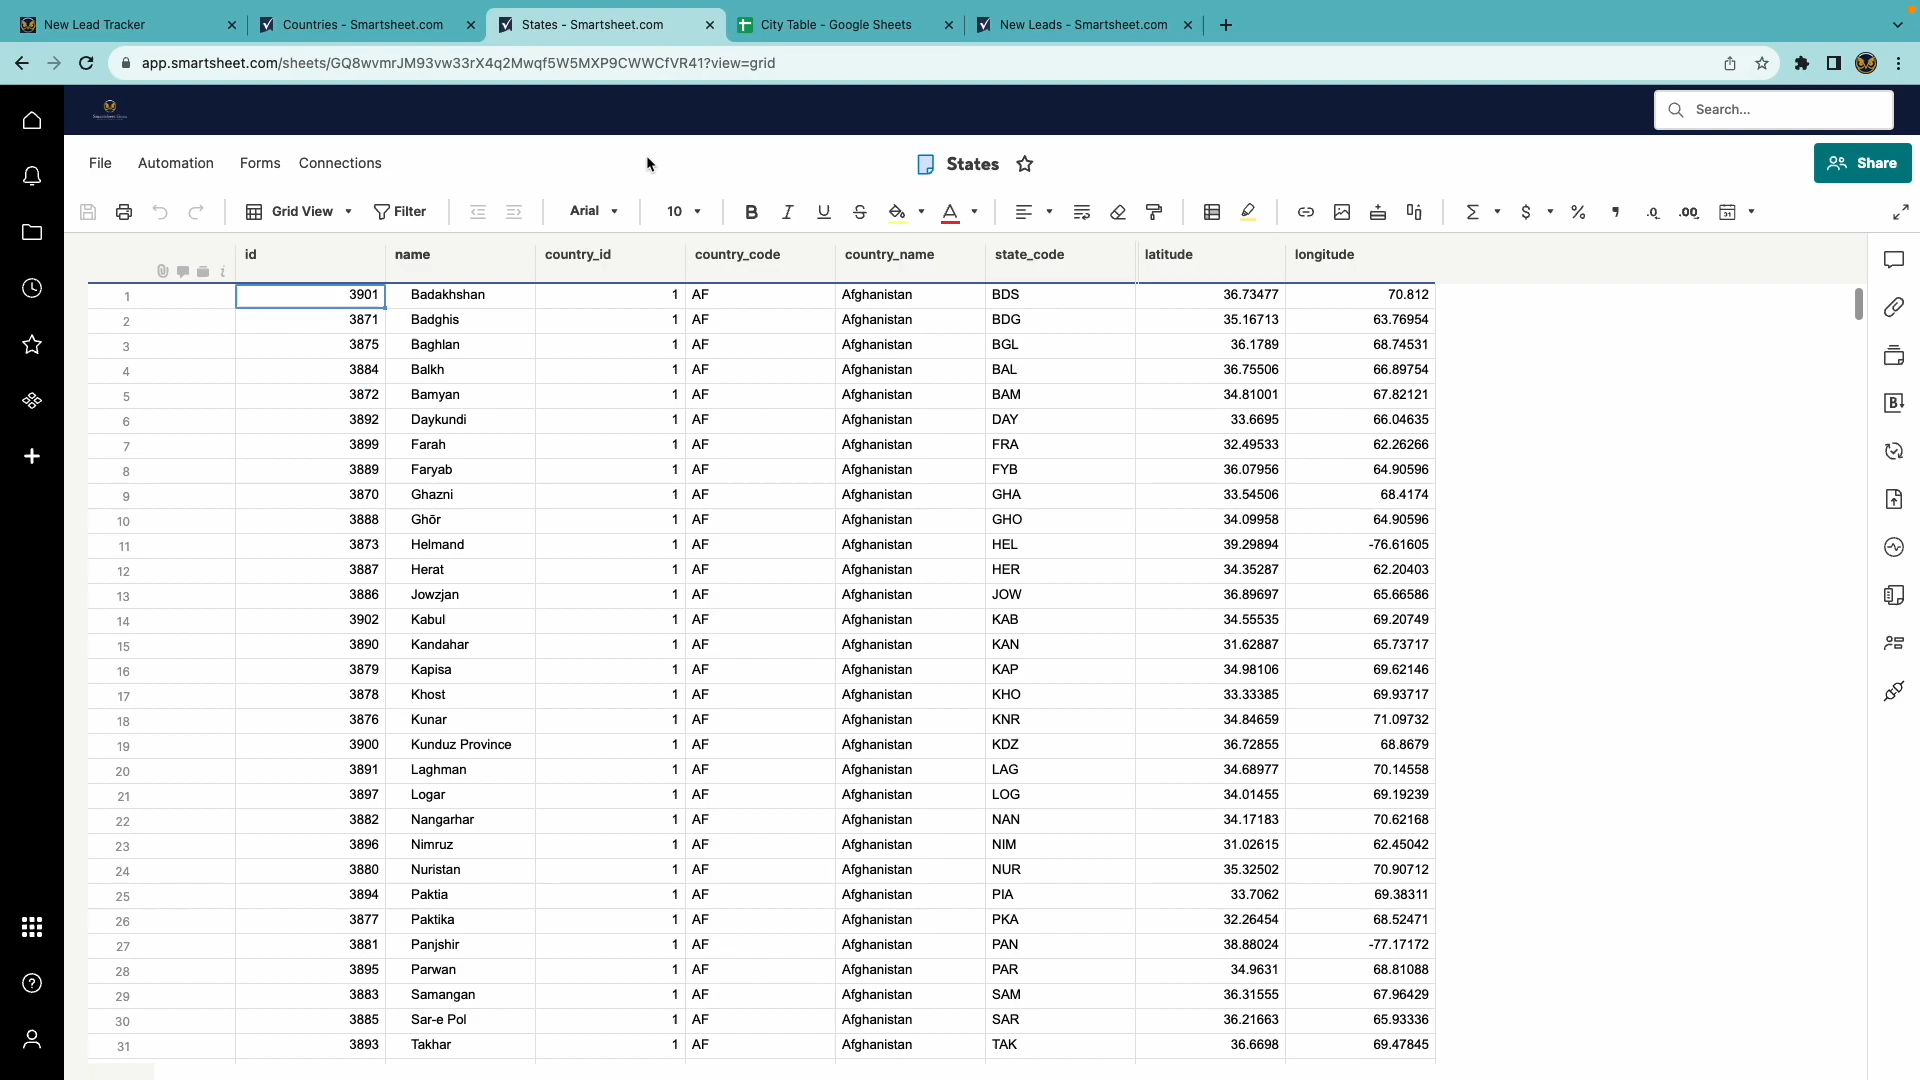 New Lead Tracker
Countries - Smartsheet.com
States - Smartsheet.com
City Table - Google Sheets
New Leads - Smartsheet.com
app.smartsheet.com/sheets/GQ8wvmrJM93vw33rX4q2Mwqf5W5MXP9CWWCfVR41?view=grid
Search...
File Automation Forms Connections
States
Share
Grid View Filter Arial 10
id name country_id country_code country_name state_code latitude longitude
1 3901 Badakhshan 1 AF Afghanistan BDS 36.73477 70.812
2 3871 Badghis 1 AF Afghanistan BDG 35.16713 63.76954
3 3875 Baghlan 1 AF Afghanistan BGL 36.1789 68.74531
4 3884 Balkh 1 AF Afghanistan BAL 36.75506 66.89754
5 3872 Bamyan 1 AF Afghanistan BAM 34.81001 67.82121
6 3892 Daykundi 1 AF Afghanistan DAY 33.6695 66.04635
7 3899 Farah 1 AF Afghanistan FRA 32.49533 62.26266
8 3889 Faryab 1 AF Afghanistan FYB 36.07956 64.90596
9 3870 Ghazni 1 AF Afghanistan GHA 33.54506 68.4174
10 3888 Ghōr 1 AF Afghanistan GHO 34.09958 64.90596
11 3873 Helmand 1 AF Afghanistan HEL 39.29894 -76.61605
12 3887 Herat 1 AF Afghanistan HER 34.35287 62.20403
13 3886 Jowzjan 1 AF Afghanistan JOW 36.89697 65.66586
14 3902 Kabul 1 AF Afghanistan KAB 34.55535 69.20749
15 3890 Kandahar 1 AF Afghanistan KAN 31.62887 65.73717
16 3879 Kapisa 1 AF Afghanistan KAP 34.98106 69.62146
17 3878 Khost 1 AF Afghanistan KHO 33.33385 69.93717
18 3876 Kunar 1 AF Afghanistan KNR 34.84659 71.09732
19 3900 Kunduz Province 1 AF Afghanistan KDZ 36.72855 68.8679
20 3891 Laghman 1 AF Afghanistan LAG 34.68977 70.14558
21 3897 Logar 1 AF Afghanistan LOG 34.01455 69.19239
22 3882 Nangarhar 1 AF Afghanistan NAN 34.17183 70.62168
23 3896 Nimruz 1 AF Afghanistan NIM 31.02615 62.45042
24 3880 Nuristan 1 AF Afghanistan NUR 35.32502 70.90712
25 3894 Paktia 1 AF Afghanistan PIA 33.7062 69.38311
26 3877 Paktika 1 AF Afghanistan PKA 32.26454 68.52471
27 3881 Panjshir 1 AF Afghanistan PAN 38.88024 -77.17172
28 3895 Parwan 1 AF Afghanistan PAR 34.9631 68.81088
29 3883 Samangan 1 AF Afghanistan SAM 36.31555 67.96429
30 3885 Sar-e Pol 1 AF Afghanistan SAR 36.21663 65.93336
31 3893 Takhar 1 AF Afghanistan TAK 36.6698 69.47845